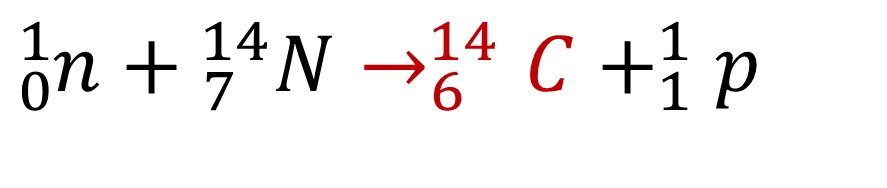 ¹₀n + ¹⁴₇N →¹⁴₆ C +¹₁ p